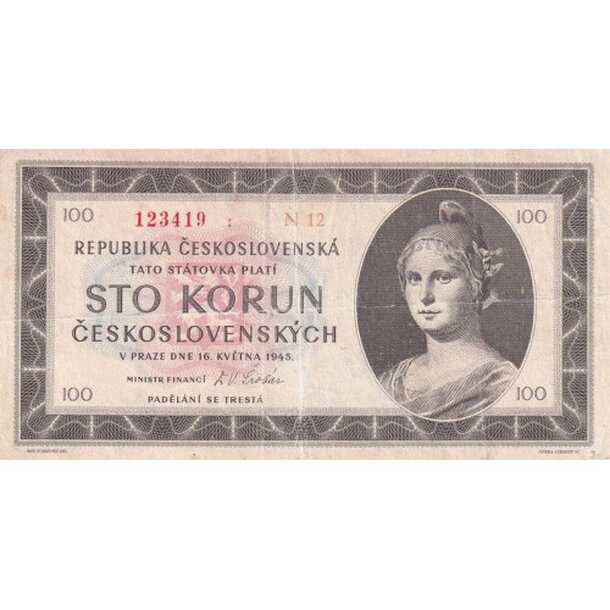 100 123419 : N 12 100
REPUBLIKA ČESKOSLOVENSKÁ
TATO STÁTOVKA PLATÍ
STO KORUN
ČESKOSLOVENSKÝCH
V PRAZE DNE 16. KVĚTNA 1945.
100 MINISTR FINANCÍ 100
PADĚLÁNÍ SE TRESTÁ